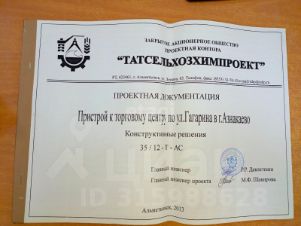 ЗАКРЫТОЕ АКЦИОНЕРНОЕ ОБЩЕСТВО
ПРОЕКТНАЯ КОНТОРА
"ТАТСЕЛЬХОЗХИМПРОЕКТ"
ПРОЕКТНАЯ ДОКУМЕНТАЦИЯ
Пристрой к торговому центру по ул.Гагарина в г.Азнакаево
Конструктивные решения
35 / 12 - Г - АС
Главный инженер
Главный инженер проекта М.Ф.
Альметьевск, 2012